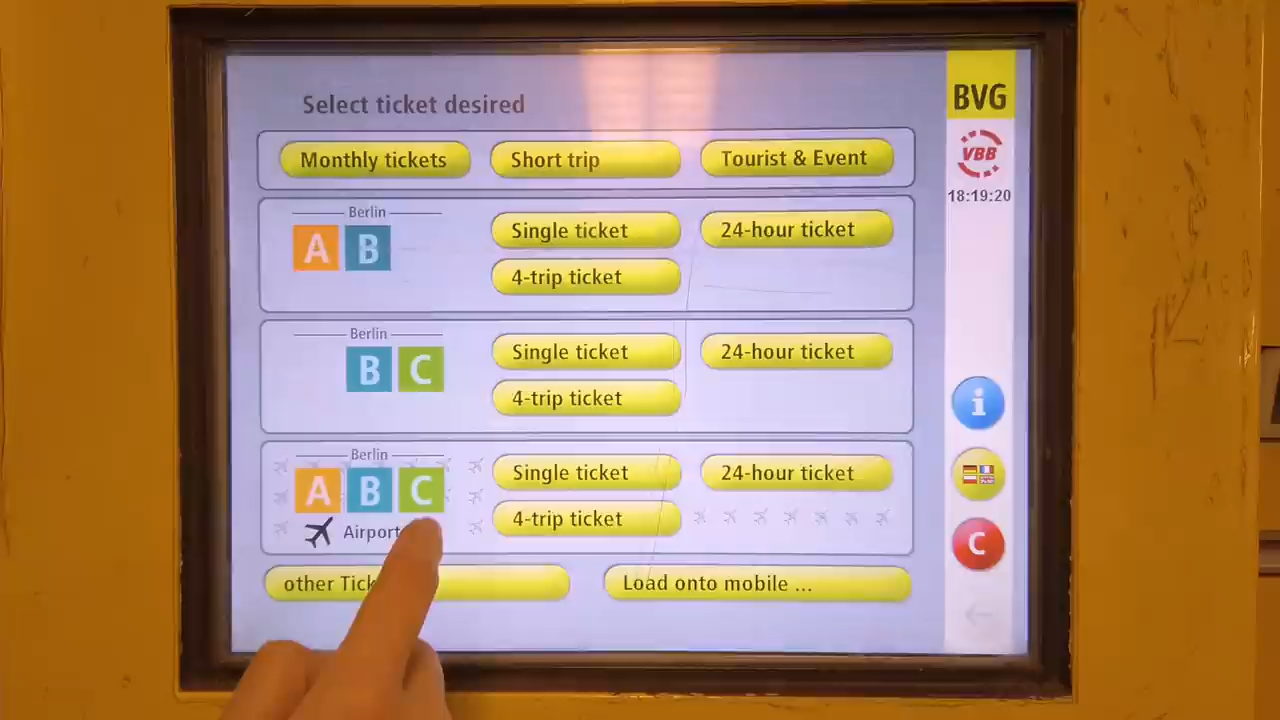 Select ticket desired
BVG
Monthly tickets Short trip Tourist & Event
VBB
18:19:20
Berlin
A B
Single ticket 24-hour ticket
4-trip ticket
Berlin
B C
Single ticket 24-hour ticket
4-trip ticket
i
Berlin
A B C
Single ticket 24-hour ticket
4-trip ticket
Airport
C
other Load onto mobile ...